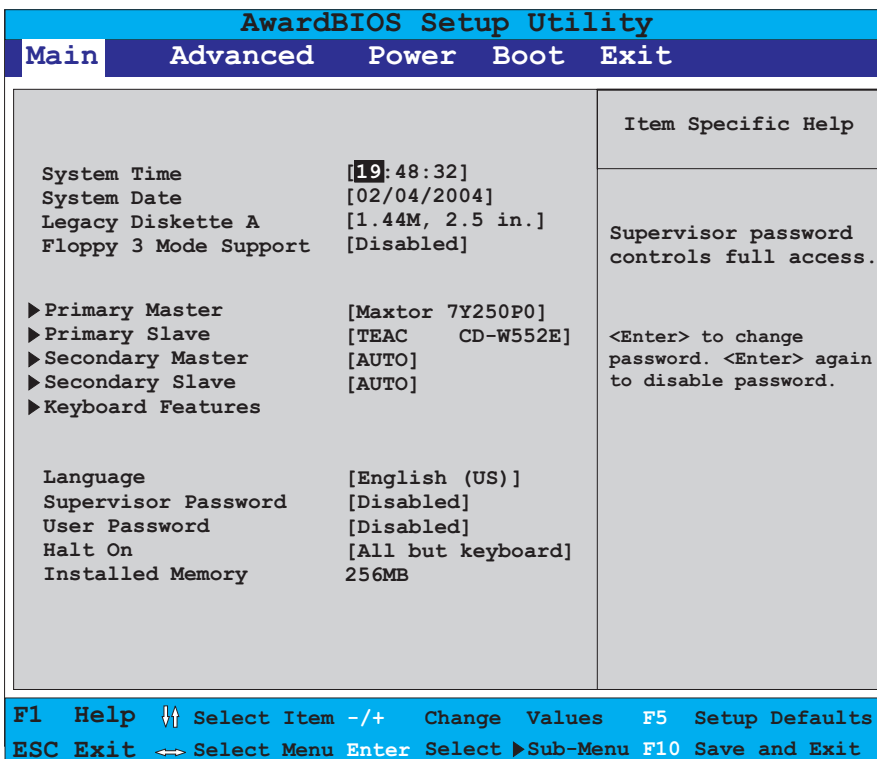 AwardBIOS Setup Utility
Main Advanced Power Boot Exit
Item Specific Help
System Time [19:48:32]
System Date [02/04/2004]
Legacy Diskette A [1.44M, 2.5 in.]
Floppy 3 Mode Support [Disabled]
Supervisor password
controls full access.
Primary Master [Maxtor 7Y250P0]
Primary Slave [TEAC CD-W552E]
Secondary Master [AUTO]
Secondary Slave [AUTO]
Keyboard Features
<Enter> to change
password. <Enter> again
to disable password.
Language [English (US)]
Supervisor Password [Disabled]
User Password [Disabled]
Halt On [All but keyboard]
Installed Memory 256MB
F1 Help Select Item -/+ Change Values F5 Setup Defaults
ESC Exit Select Menu Enter Select Sub-Menu F10 Save and Exit